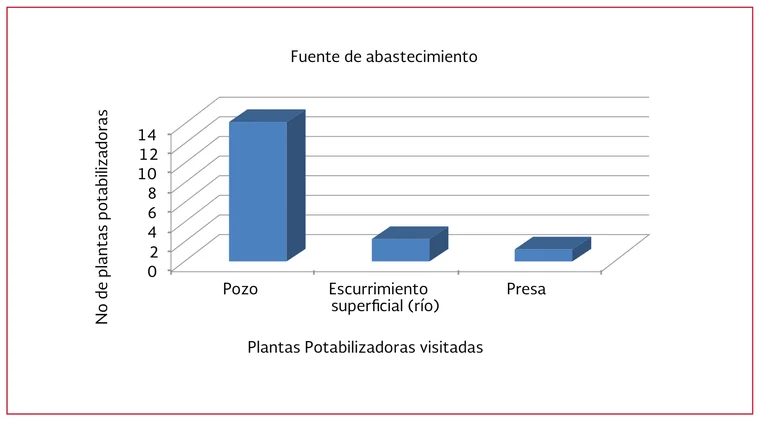 Fuente de abastecimiento
No de plantas potabilizadoras
14
12
10
8
6
4
2
0
Pozo
Escurrimiento
superficial (río)
Presa
Plantas Potabilizadoras visitadas